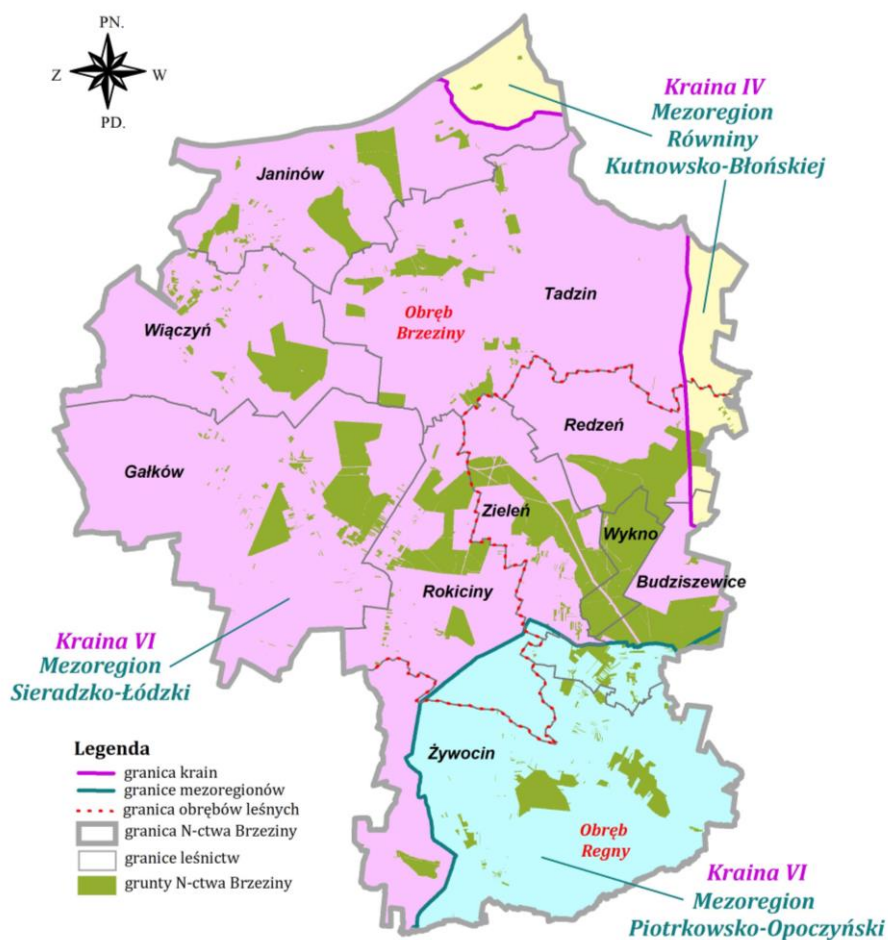 PN.
Z
W
PD.
Kraina IV
Mezoregion
Równiny
Kutnowsko-Błońskiej
Janinów
Tadzin
Obręb
Brzeziny
Wiączyń
Redzeń
Gałków
Zieleń
Wykno
Budziszewice
Rokiciny
Kraina VI
Mezoregion
Sieradzko-Łódzki
Żywocin
Obręb
Regny
Kraina VI
Mezoregion
Piotrkowsko-Opoczyński
Legenda
granica krain
granice mezoregionów
granica obrębów leśnych
granica N-ctwa Brzeziny
granice leśnictw
grunty N-ctwa Brzeziny